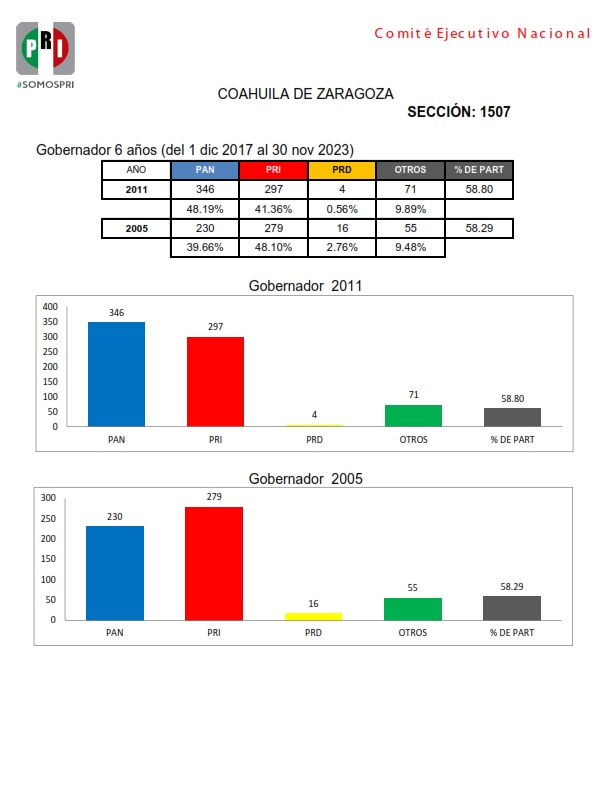 Comité Ejecutivo Nacional
PRI
#SOMOSPRI
COAHUILA DE ZARAGOZA
SECCIÓN: 1507
Gobernador 6 años (del 1 dic 2017 al 30 nov 2023)
AÑO PAN PRI PRD OTROS % DE PART
2011 346 297 4 71 58.80
48.19% 41.36% 0.56% 9.89%
2005 230 279 16 55 58.29
39.66% 48.10% 2.76% 9.48%
Gobernador 2011
400
350
300
250
200
150
100
50
0
346
297
4
71
58.80
PAN PRI PRD OTROS % DE PART
Gobernador 2005
300
250
200
150
100
50
0
230
279
16
55
58.29
PAN PRI PRD OTROS % DE PART